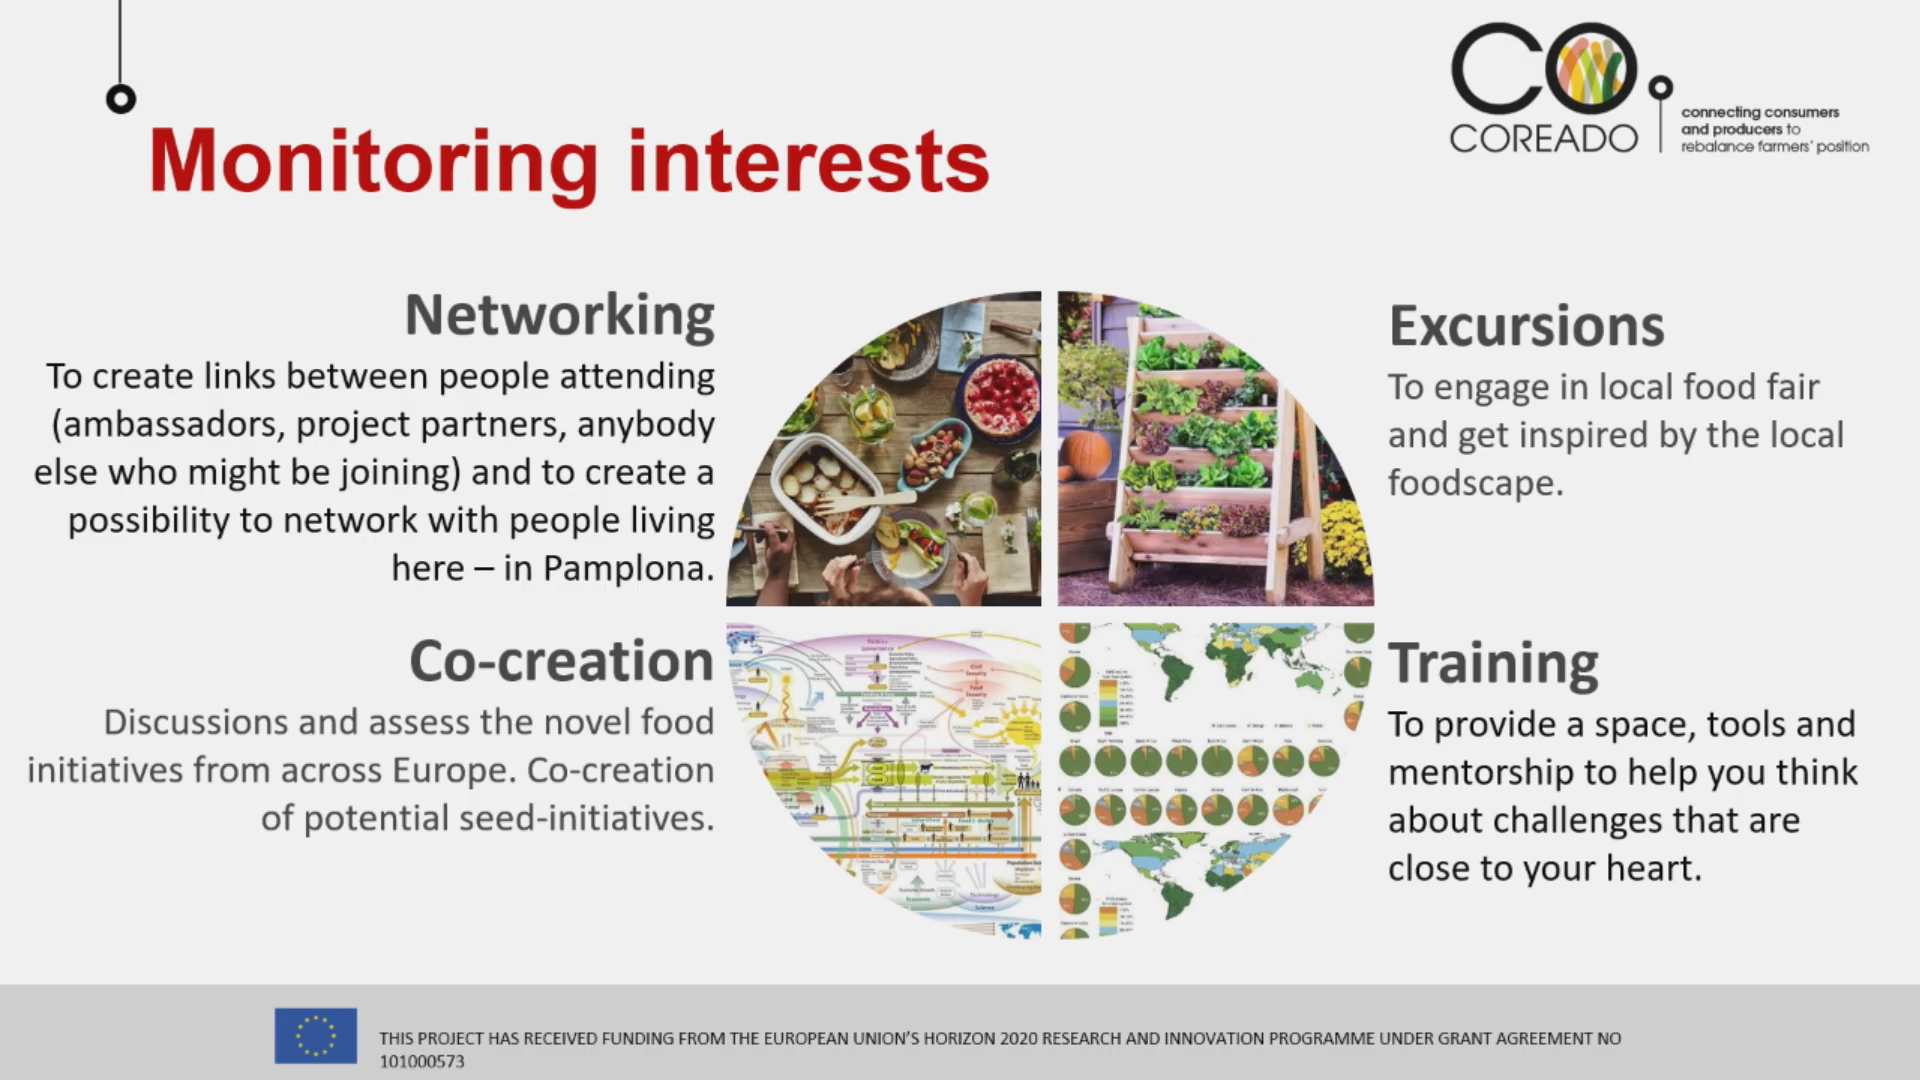 CO
COREADO
connecting consumers
and producers to
rebalance farmers' position
Monitoring interests
Networking
To create links between people attending
(ambassadors, project partners, anybody
else who might be joining) and to create a
possibility to network with people living
here – in Pamplona.
Excursions
To engage in local food fair
and get inspired by the local
foodscape.
Co-creation
Discussions and assess the novel food
initiatives from across Europe. Co-creation
of potential seed-initiatives.
Training
To provide a space, tools and
mentorship to help you think
about challenges that are
close to your heart.
THIS PROJECT HAS RECEIVED FUNDING FROM THE EUROPEAN UNION'S HORIZON 2020 RESEARCH AND INNOVATION PROGRAMME UNDER GRANT AGREEMENT NO
101000573